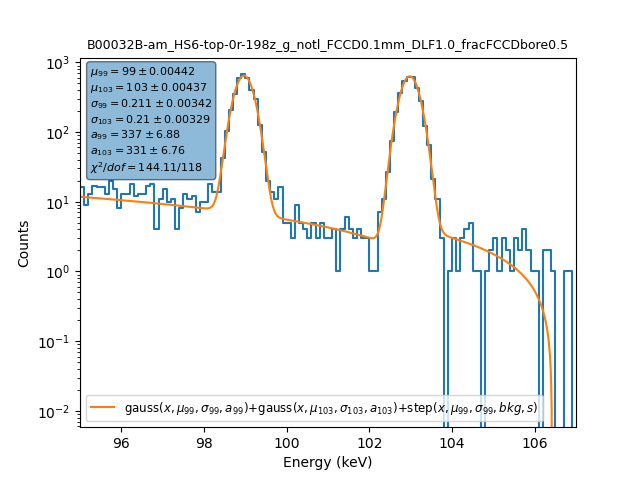 B00032B-am_HS6-top-0r-198z_g_notl_FCCD0.1mm_DLF1.0_fracFCCDbore0.5
μ₉₉ = 99 ± 0.00442
μ₁₀₃ = 103 ± 0.00437
σ₉₉ = 0.211 ± 0.00342
σ₁₀₃ = 0.21 ± 0.00329
a₉₉ = 337 ± 6.88
a₁₀₃ = 331 ± 6.76
χ²/dof = 144.11/118
Counts
10³
10²
10¹
10⁰
10⁻¹
10⁻²
gauss(x, μ₉₉, σ₉₉, a₉₉)+gauss(x, μ₁₀₃, σ₁₀₃, a₁₀₃)+step(x, μ₉₉, σ₉₉, bkg, s)
96 98 100 102 104 106
Energy (keV)